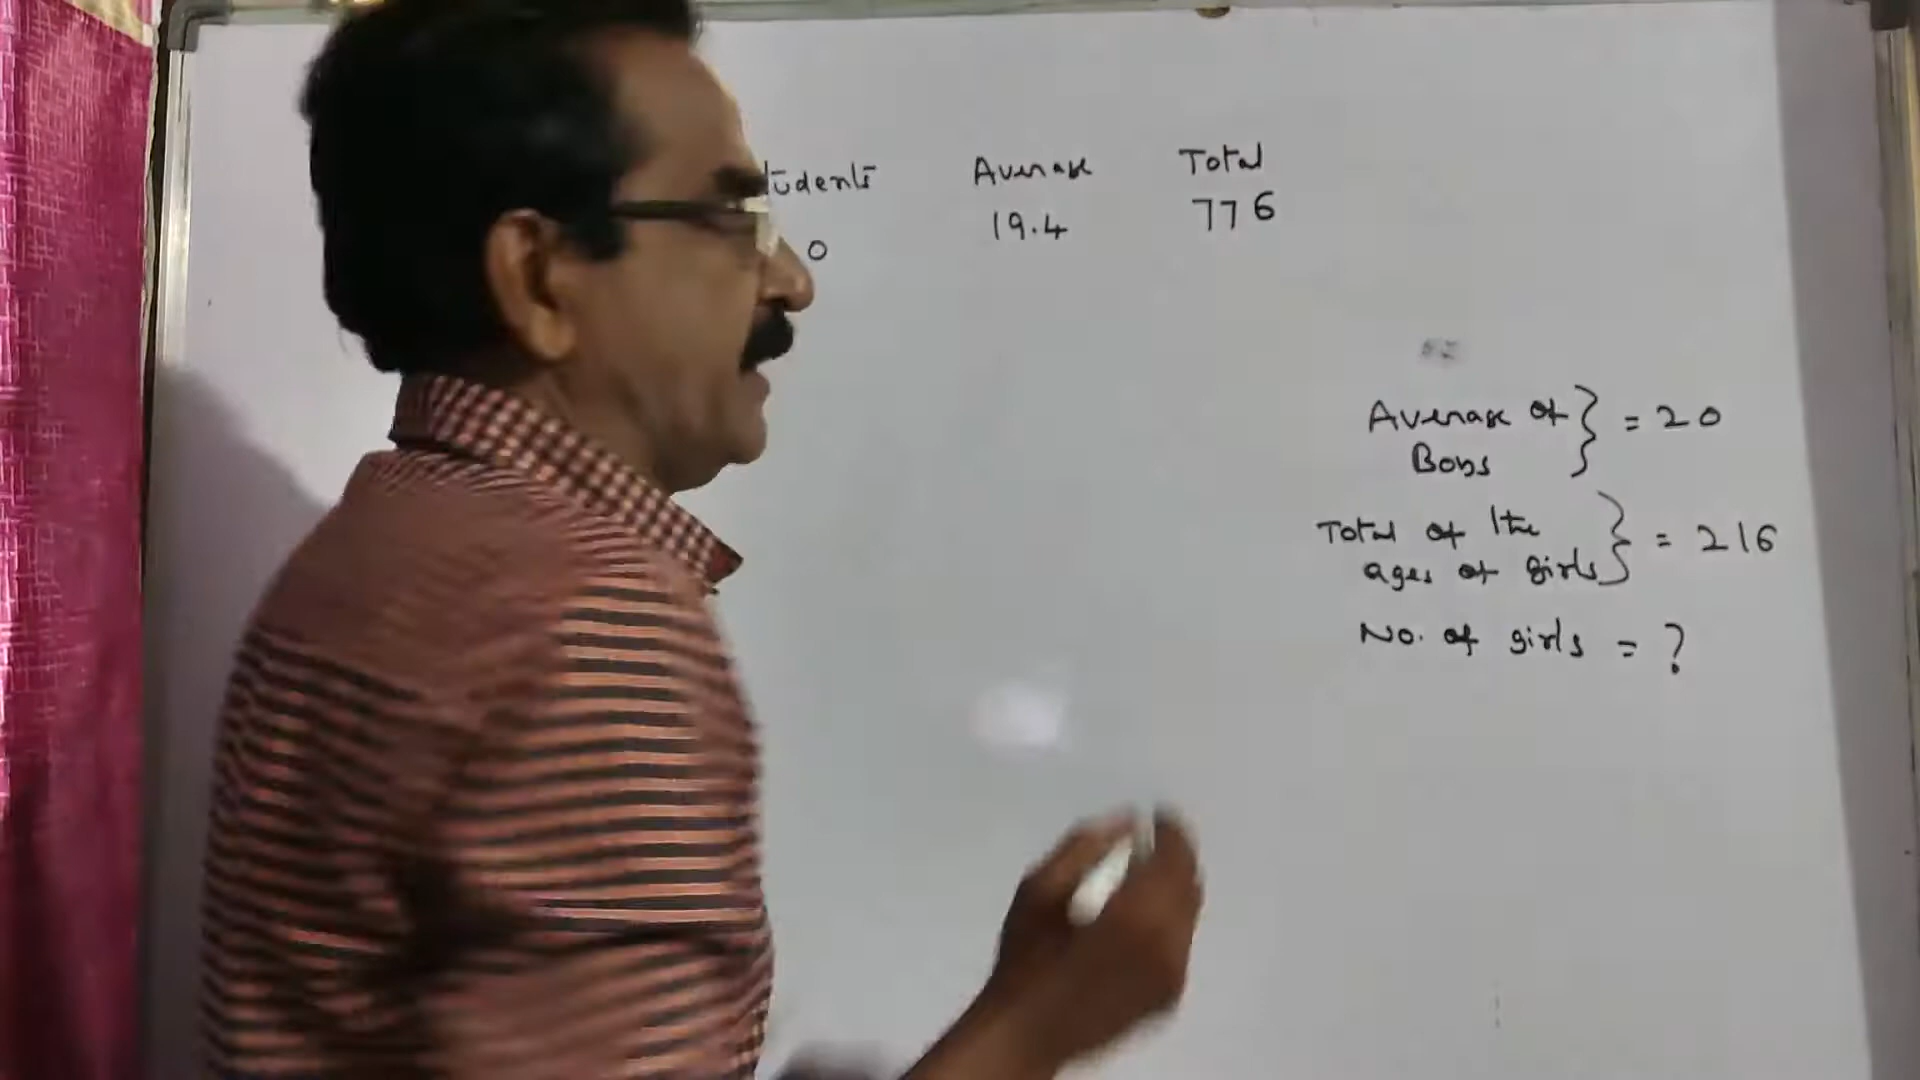 Average Total
19.4 776
0
Average of } = 20
Boys
Total of the } = 216
ages of girls
No. of girls = ?